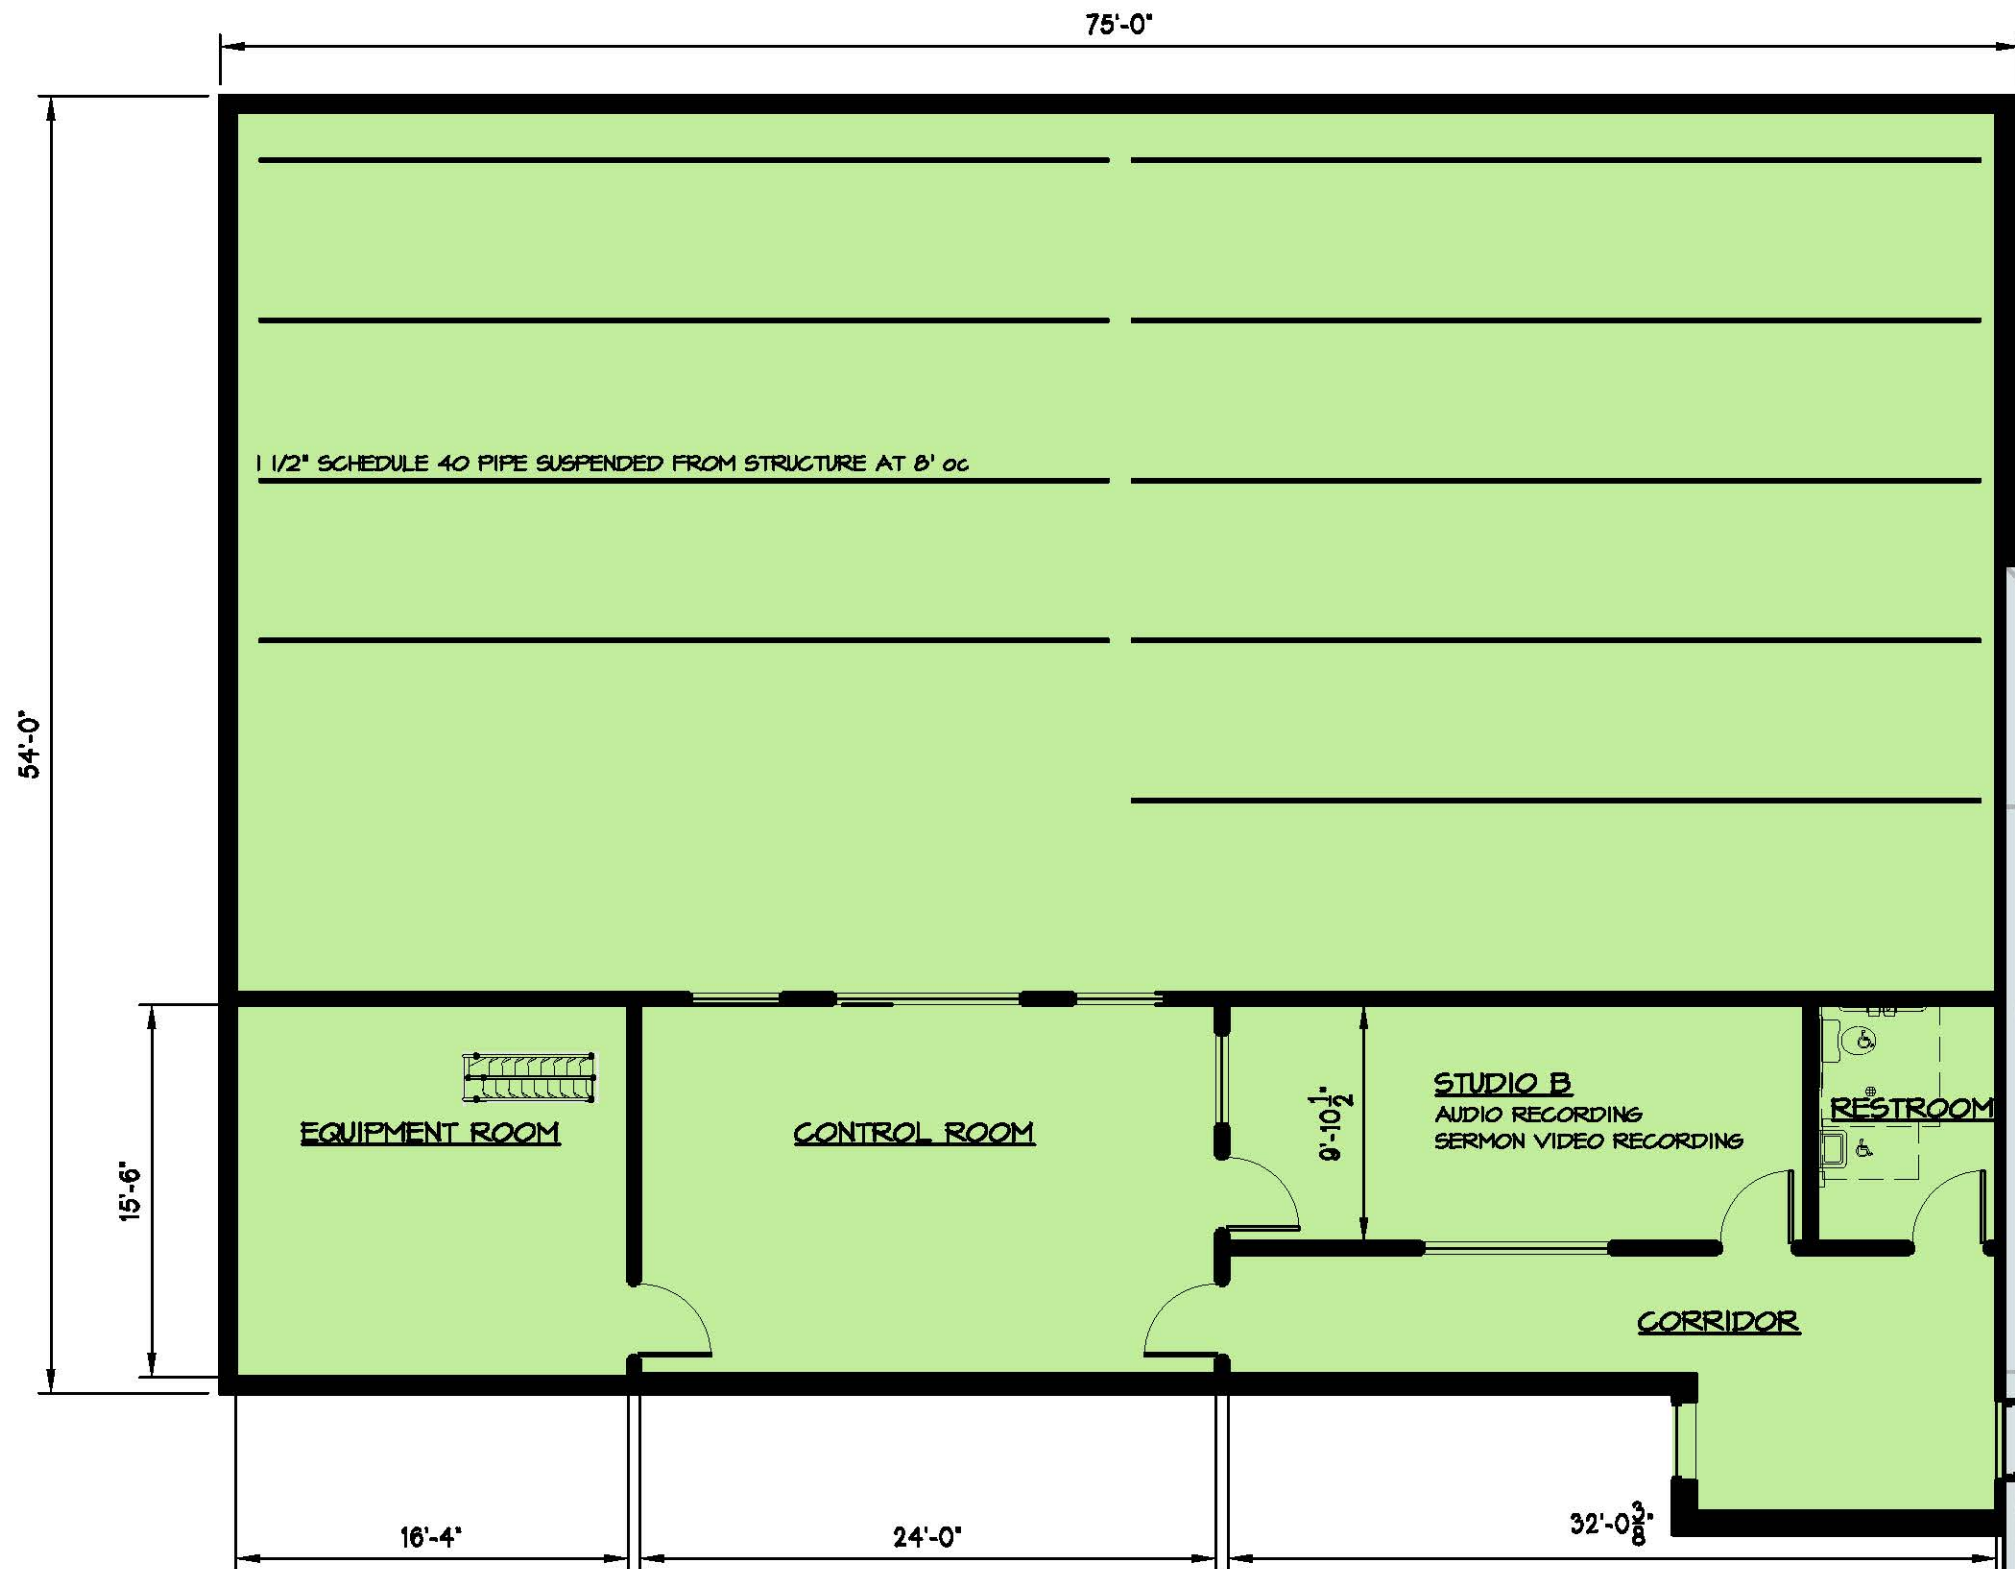 75'-0"
1 1/2" SCHEDULE 40 PIPE SUSPENDED FROM STRUCTURE AT 8' oc
54'-0"
15'-6"
EQUIPMENT ROOM
CONTROL ROOM
9'-10 1/2"
STUDIO B
AUDIO RECORDING
SERMON VIDEO RECORDING
RESTROOM
CORRIDOR
16'-4"
24'-0"
32'-0 3/8"